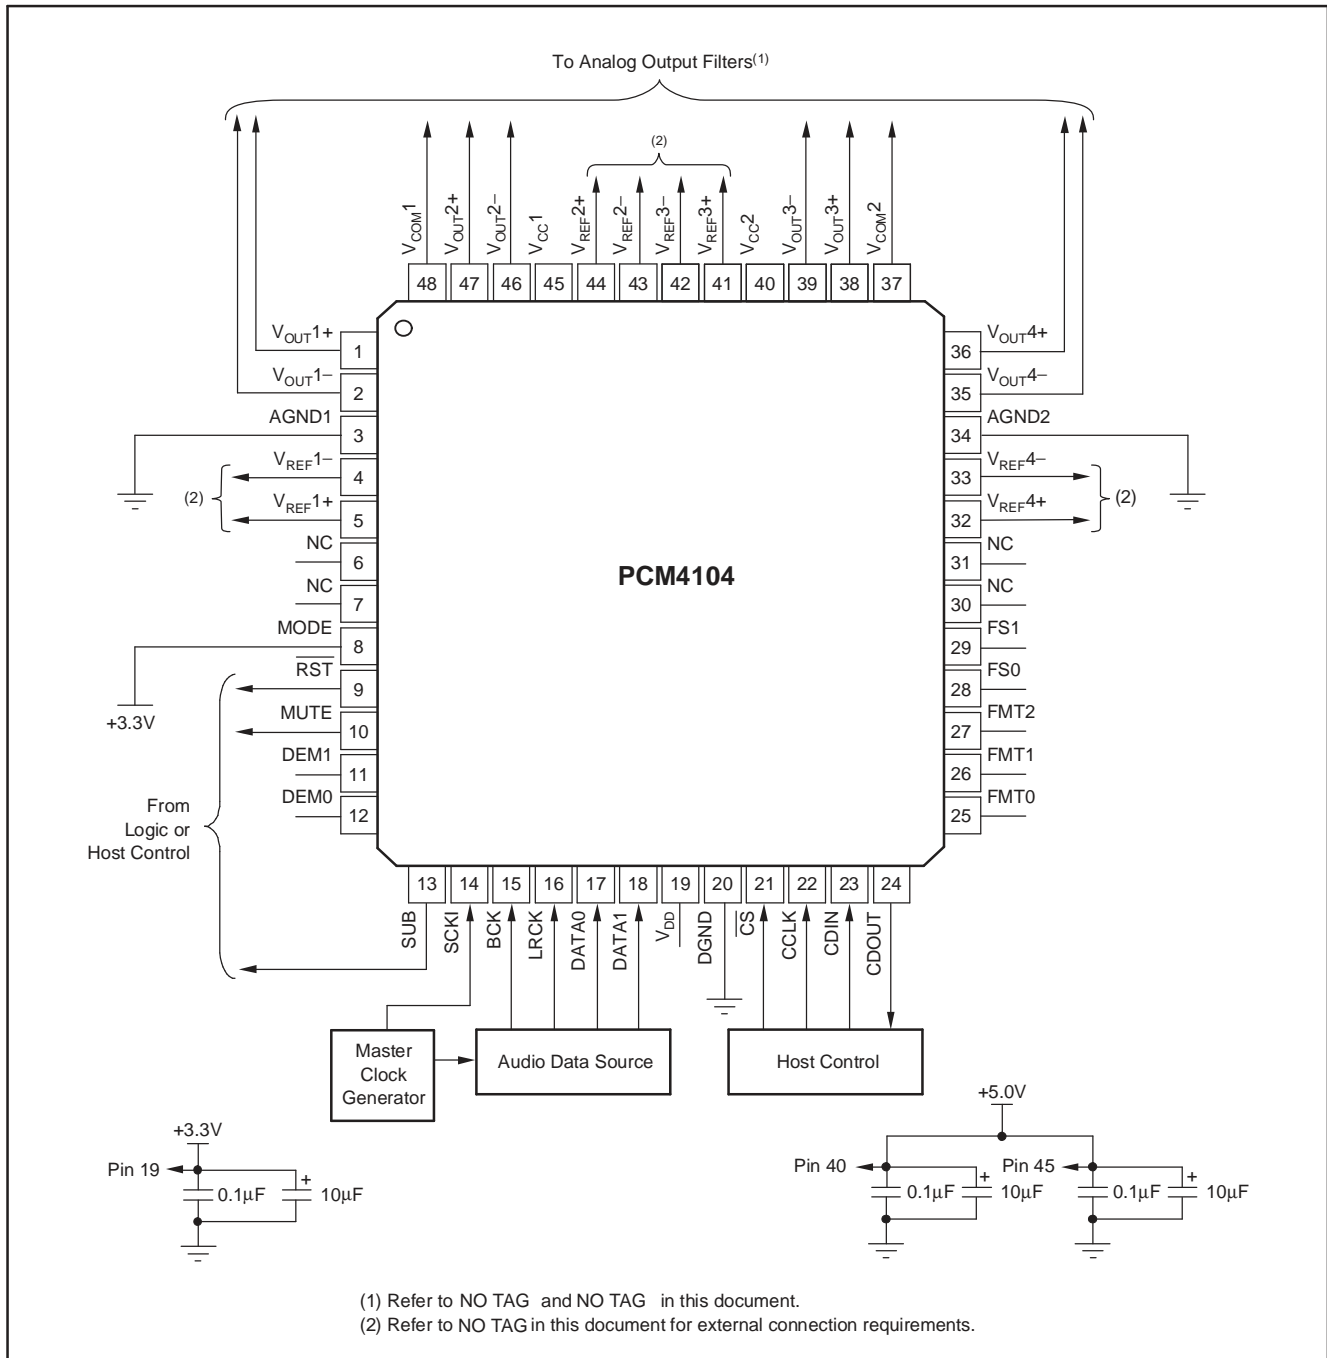 To Analog Output Filters(1)
(2)
VCOM1
VOUT2+
VOUT2−
VCC1
VREF2+
VREF2−
VREF3−
VREF3+
VCC2
VOUT3−
VOUT3+
VCOM2
48 47 46 45 44 43 42 41 40 39 38 37
VOUT1+ 1
VOUT1− 2
AGND1 3
VREF1− 4
(2)
VREF1+ 5
NC 6
NC 7
MODE 8
+3.3V
RST 9
MUTE 10
DEM1 11
DEM0 12
From
Logic or
Host Control
PCM4104
36 VOUT4+
35 VOUT4−
34 AGND2
33 VREF4−
(2)
32 VREF4+
31 NC
30 NC
29 FS1
28 FS0
27 FMT2
26 FMT1
25 FMT0
13 14 15 16 17 18 19 20 21 22 23 24
SUB
SCKI
BCK
LRCK
DATA0
DATA1
VDD
DGND
CS
CCLK
CDIN
CDOUT
Master
Clock
Generator
Audio Data Source
Host Control
+3.3V
Pin 19
0.1µF
+
10µF
+5.0V
Pin 40
0.1µF
+
10µF
Pin 45
0.1µF
+
10µF
(1) Refer to NO TAG and NO TAG in this document.
(2) Refer to NO TAG in this document for external connection requirements.